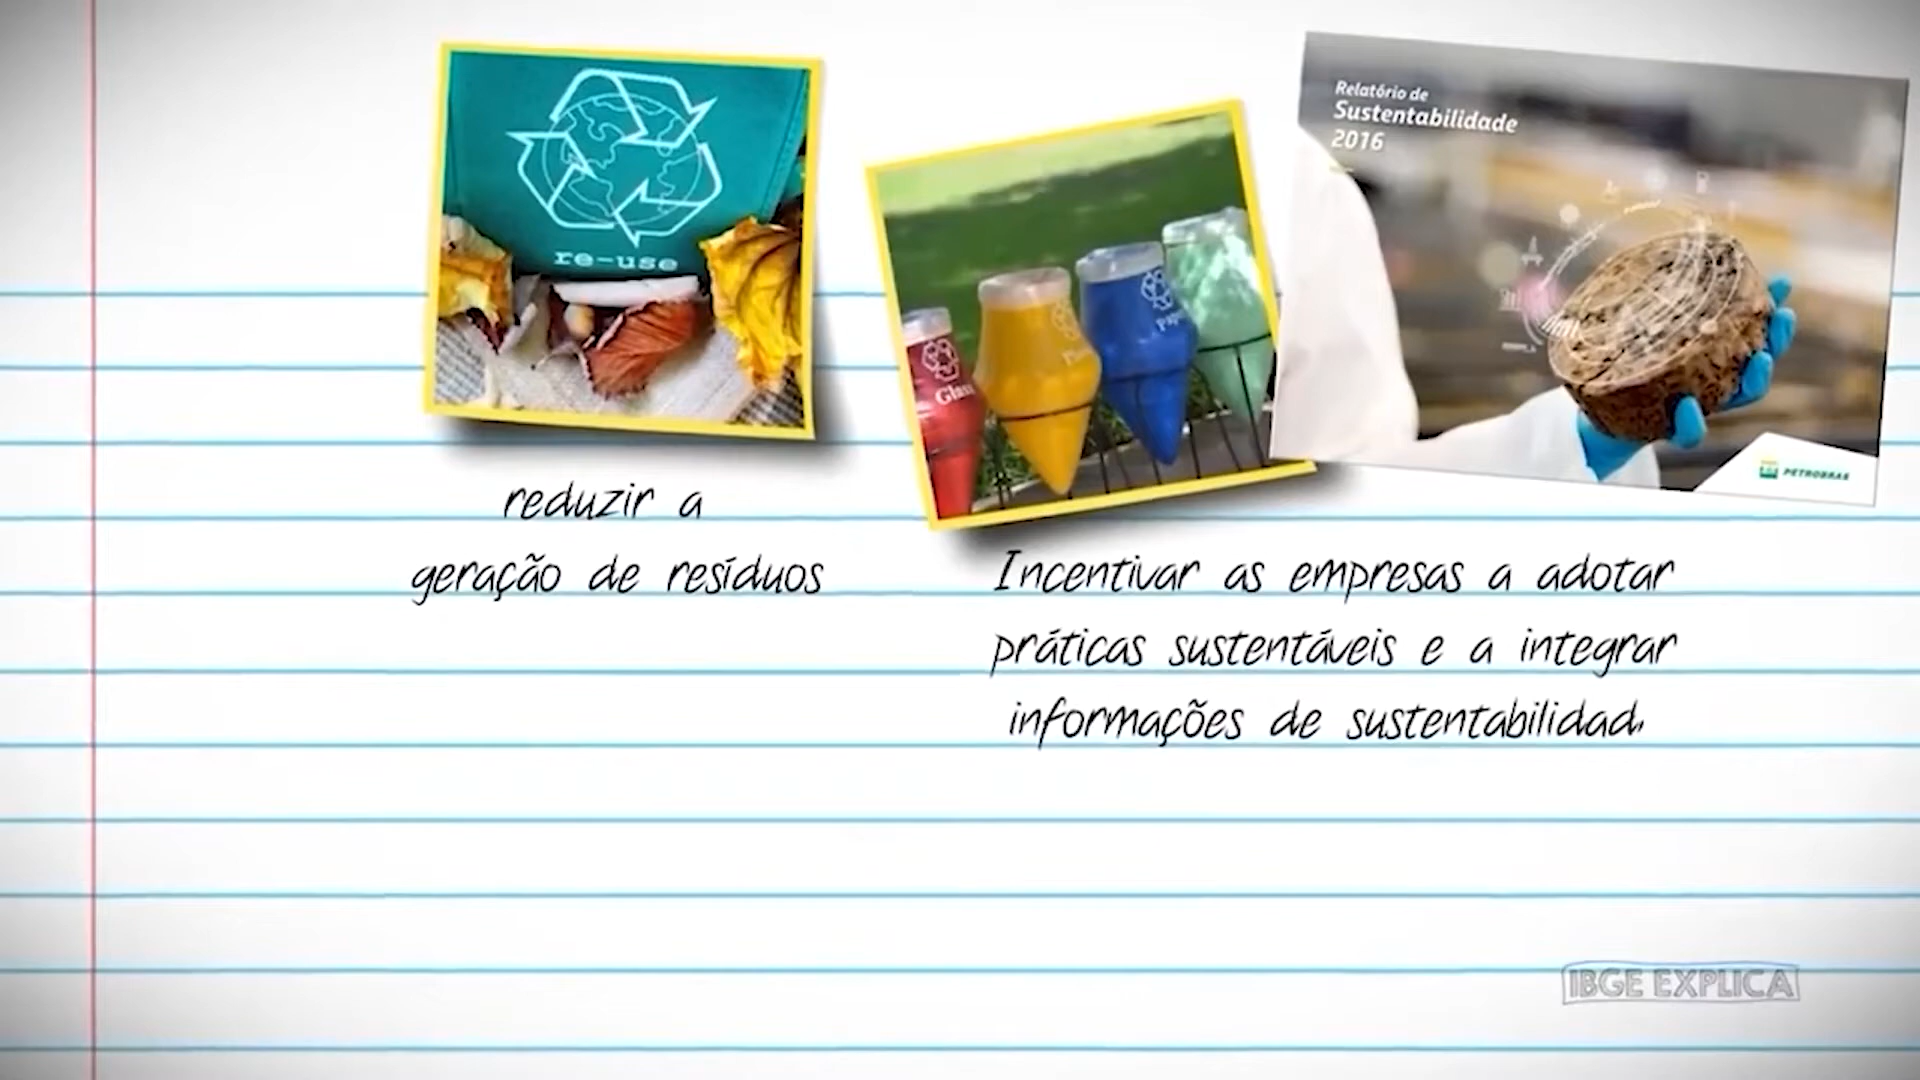 re-use
Glass
Relatório de
Sustentabilidade
2016
PETROBRAS
reduzir a
geração de resíduos
Incentivar as empresas a adotar
práticas sustentáveis e a integrar
informações de sustentabilidad
IBGE EXPLICA